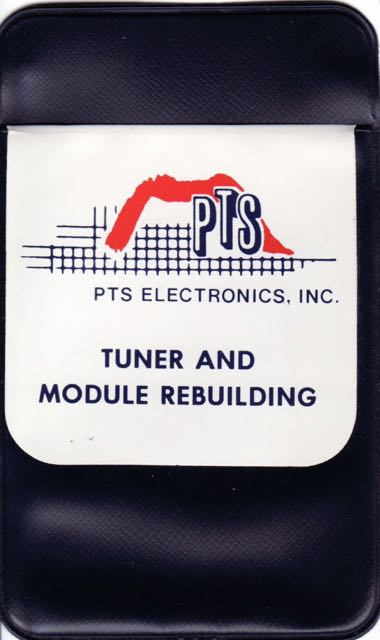 PTS
PTS ELECTRONICS, INC.
TUNER AND
MODULE REBUILDING